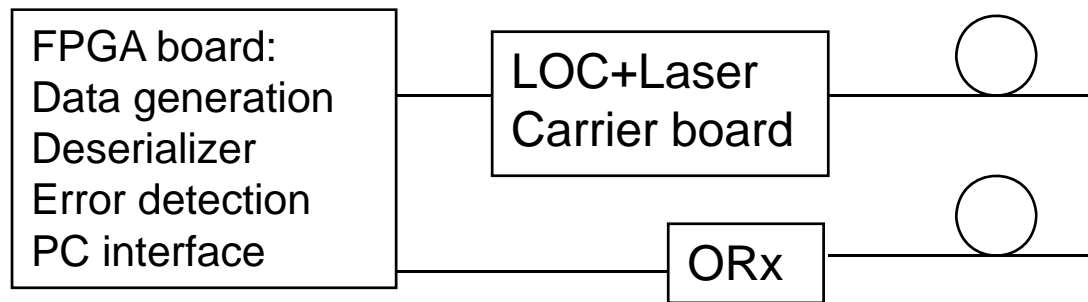 FPGA board:
Data generation
Deserializer
Error detection
PC interface
LOC+Laser
Carrier board
ORx